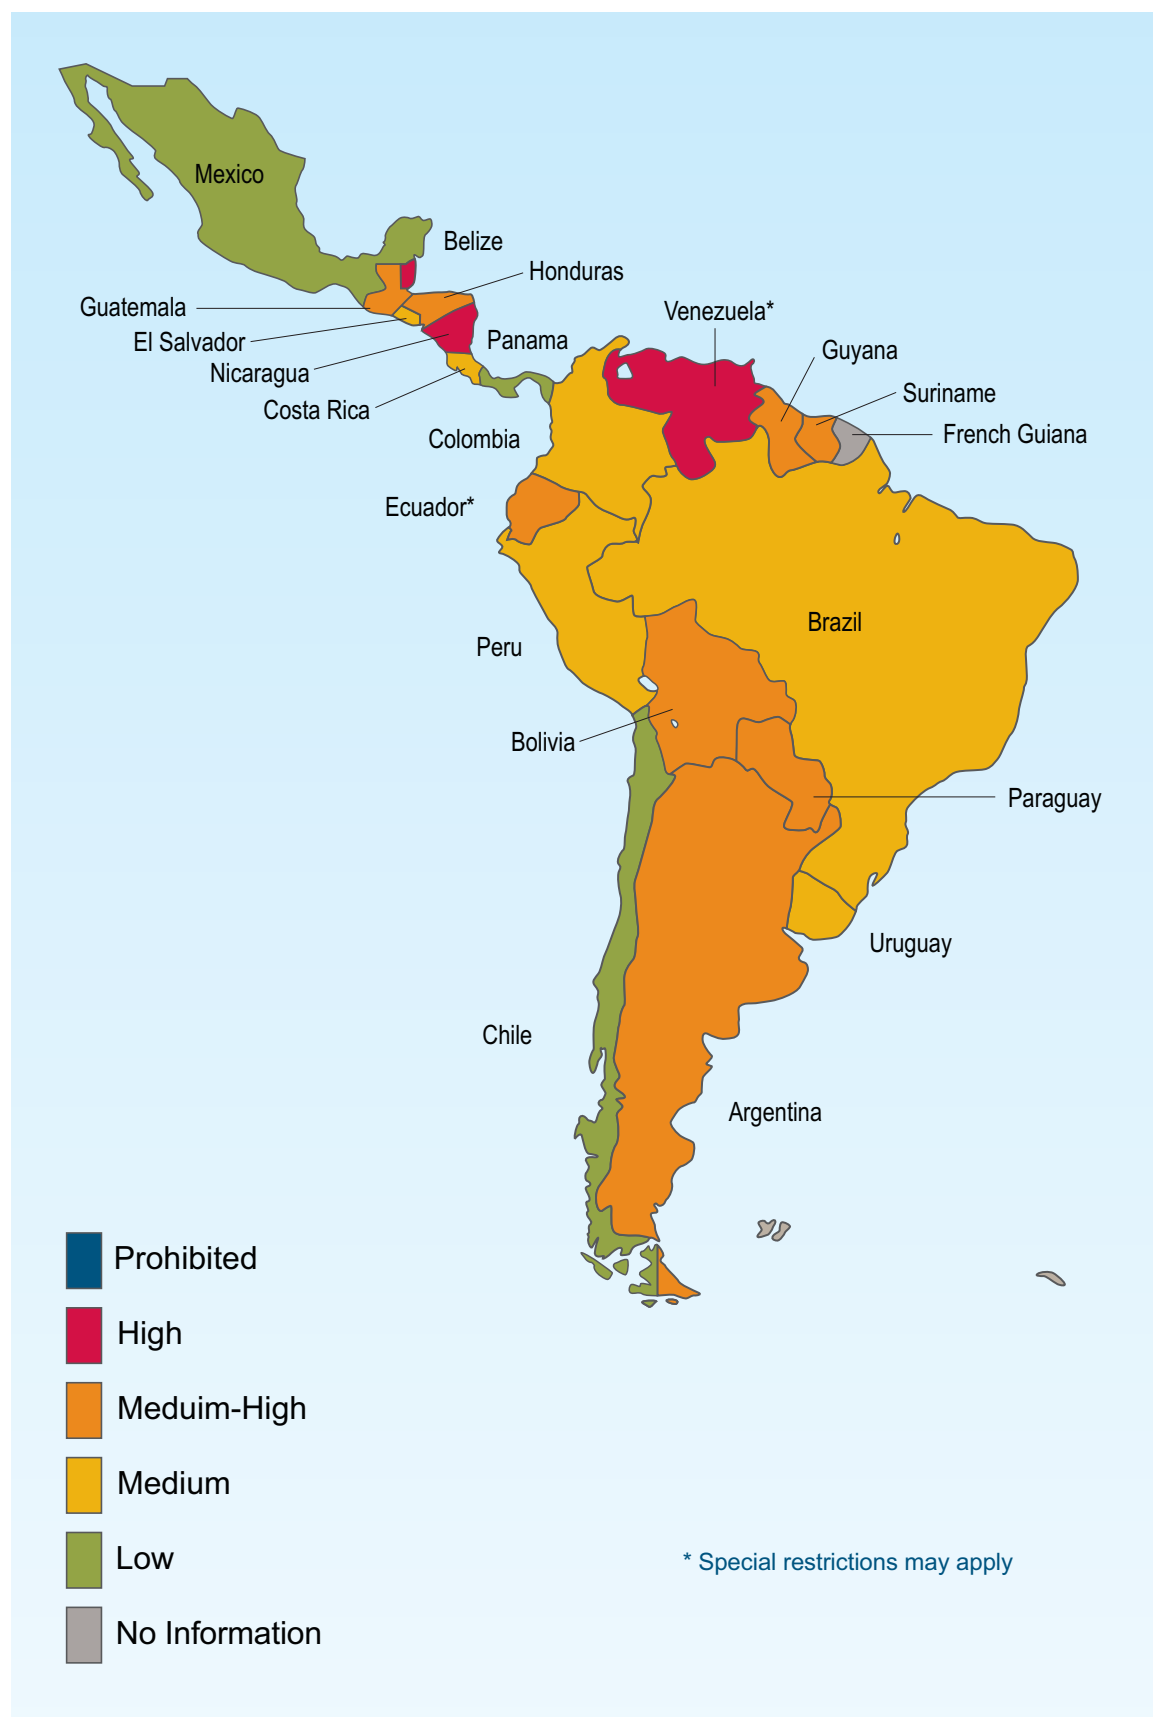 Mexico
Belize
Honduras
Guatemala
Venezuela*
El Salvador
Panama
Guyana
Nicaragua
Suriname
Costa Rica
Colombia
French Guiana
Ecuador*
Brazil
Peru
Bolivia
Paraguay
Uruguay
Chile
Argentina
Prohibited
High
Meduim-High
Medium
Low
* Special restrictions may apply
No Information